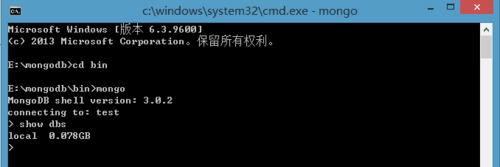 c:\windows\system32\cmd.exe - mongo
Microsoft Windows [版本 6.3.9600]
(c) 2013 Microsoft Corporation。保留所有权利。
E:\mongodb>cd bin
E:\mongodb\bin>mongo
MongoDB shell version: 3.0.2
connecting to: test
> show dbs
local  0.078GB
>